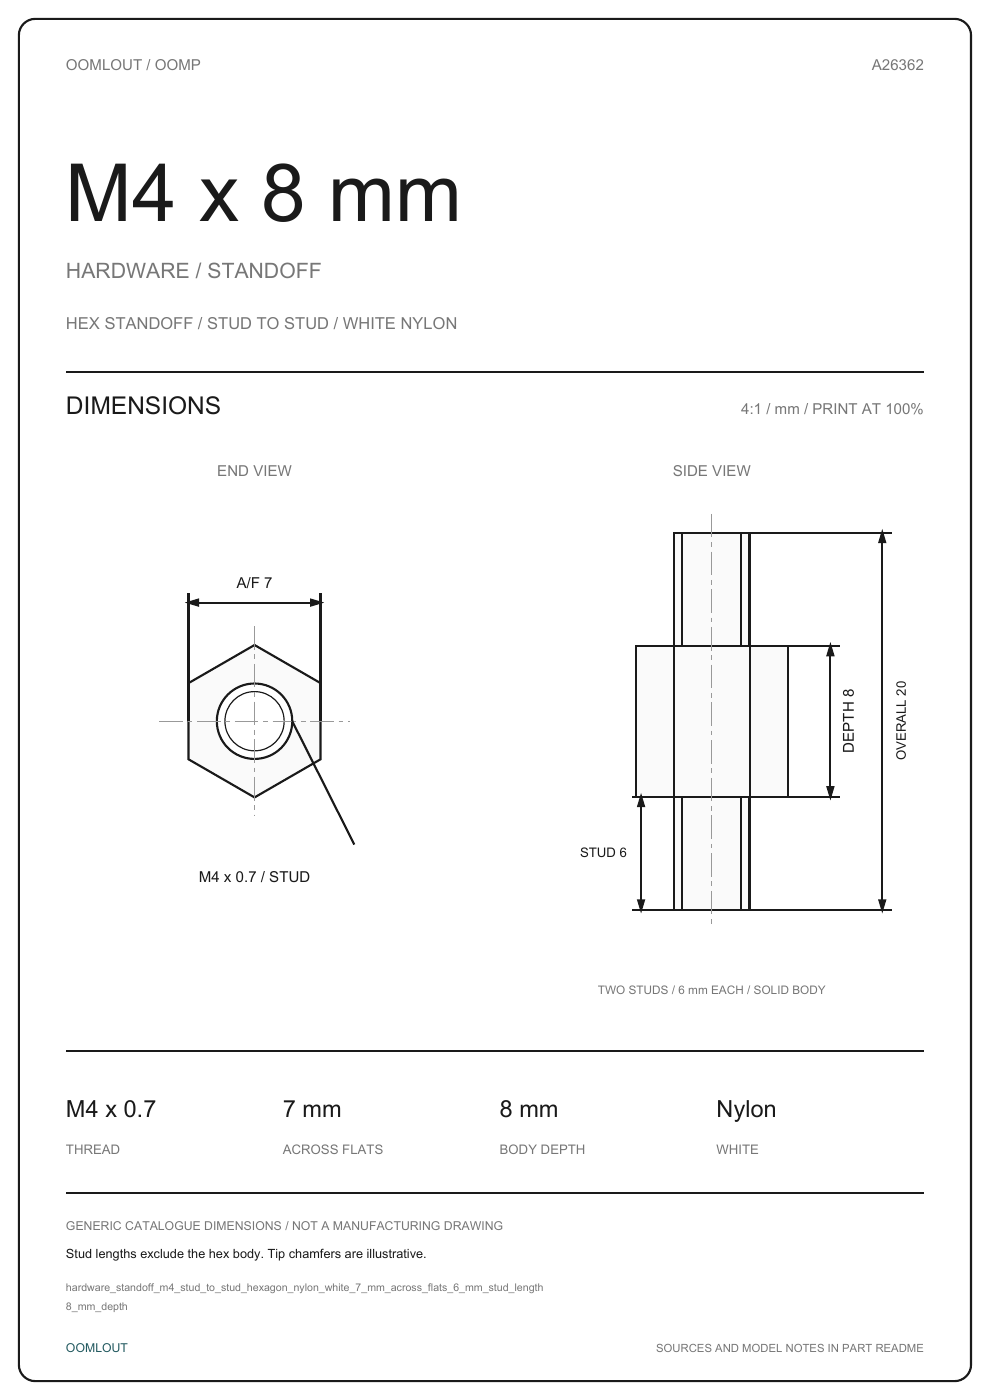 OOMLOUT / OOMP
A26362
M4 x 8 mm
HARDWARE / STANDOFF
HEX STANDOFF / STUD TO STUD / WHITE NYLON
DIMENSIONS
4:1 / mm / PRINT AT 100%
END VIEW
SIDE VIEW
A/F 7
DEPTH 8
OVERALL 20
STUD 6
M4 x 0.7 / STUD
TWO STUDS / 6 mm EACH / SOLID BODY
M4 x 0.7
THREAD
7 mm
ACROSS FLATS
8 mm
BODY DEPTH
Nylon
WHITE
GENERIC CATALOGUE DIMENSIONS / NOT A MANUFACTURING DRAWING
Stud lengths exclude the hex body. Tip chamfers are illustrative.
hardware_standoff_m4_stud_to_stud_hexagon_nylon_white_7_mm_across_flats_6_mm_stud_length
8_mm_depth
OOMLOUT
SOURCES AND MODEL NOTES IN PART README